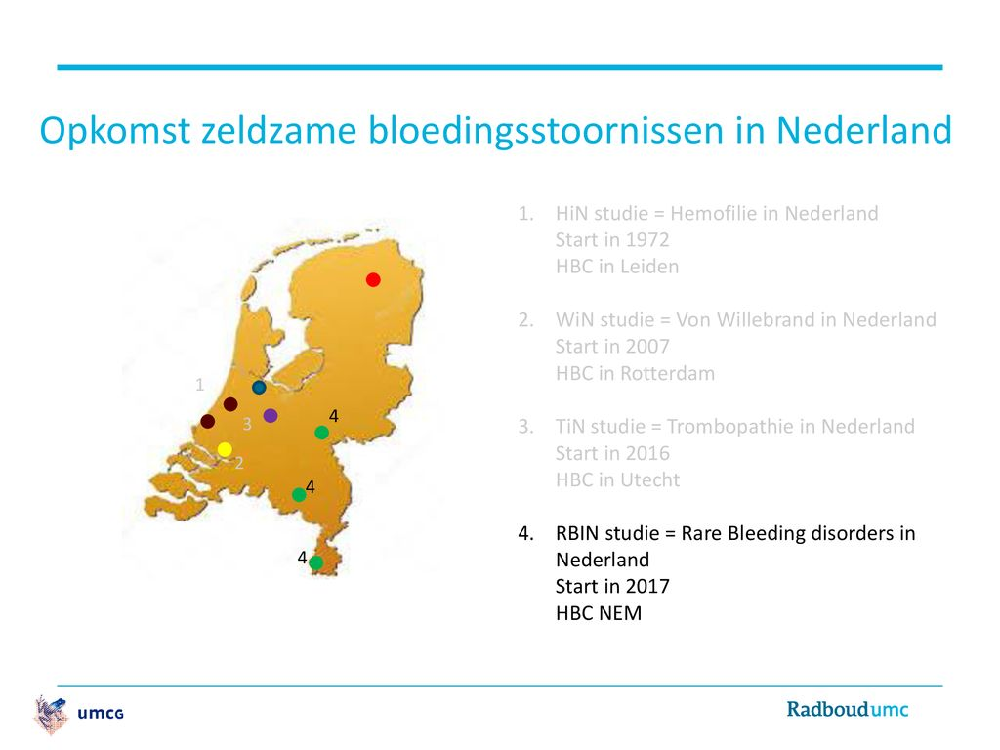 Opkomst zeldzame bloedingsstoornissen in Nederland
1. HiN studie = Hemofilie in Nederland
Start in 1972
HBC in Leiden
2. WiN studie = Von Willebrand in Nederland
Start in 2007
HBC in Rotterdam
3. TiN studie = Trombopathie in Nederland
Start in 2016
HBC in Utecht
4. RBIN studie = Rare Bleeding disorders in
Nederland
Start in 2017
HBC NEM
1
4
3
2
4
4
umcG
Radboudumc